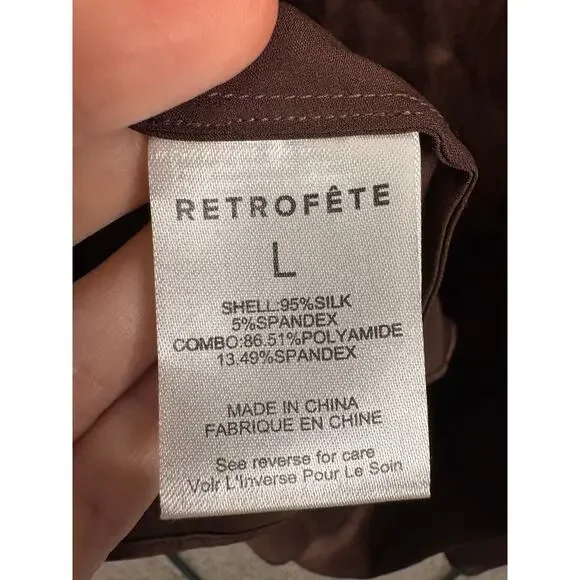 RETROFÊTE
L
SHELL:95%SILK
5%SPANDEX
COMBO:86.51%POLYAMIDE
13.49%SPANDEX
MADE IN CHINA
FABRIQUE EN CHINE
See reverse for care
Voir L'Inverse Pour Le Soin